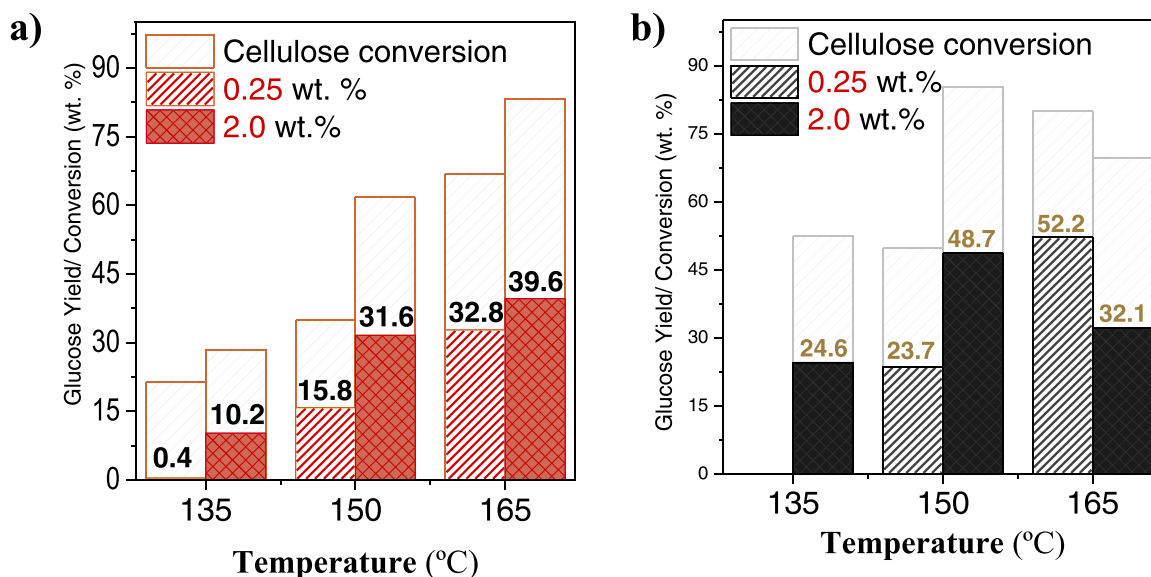 a)
Glucose Yield/ Conversion (wt. %)
Cellulose conversion
0.25 wt. %
2.0 wt.%
90
75
60
45
30
15
0
0.4
10.2
15.8
31.6
32.8
39.6
135
150
165
Temperature (ºC)
b)
Glucose Yield/ Conversion (wt. %)
Cellulose conversion
0.25 wt. %
2.0 wt.%
90
75
60
45
30
15
0
24.6
23.7
48.7
52.2
32.1
135
150
165
Temperature (ºC)